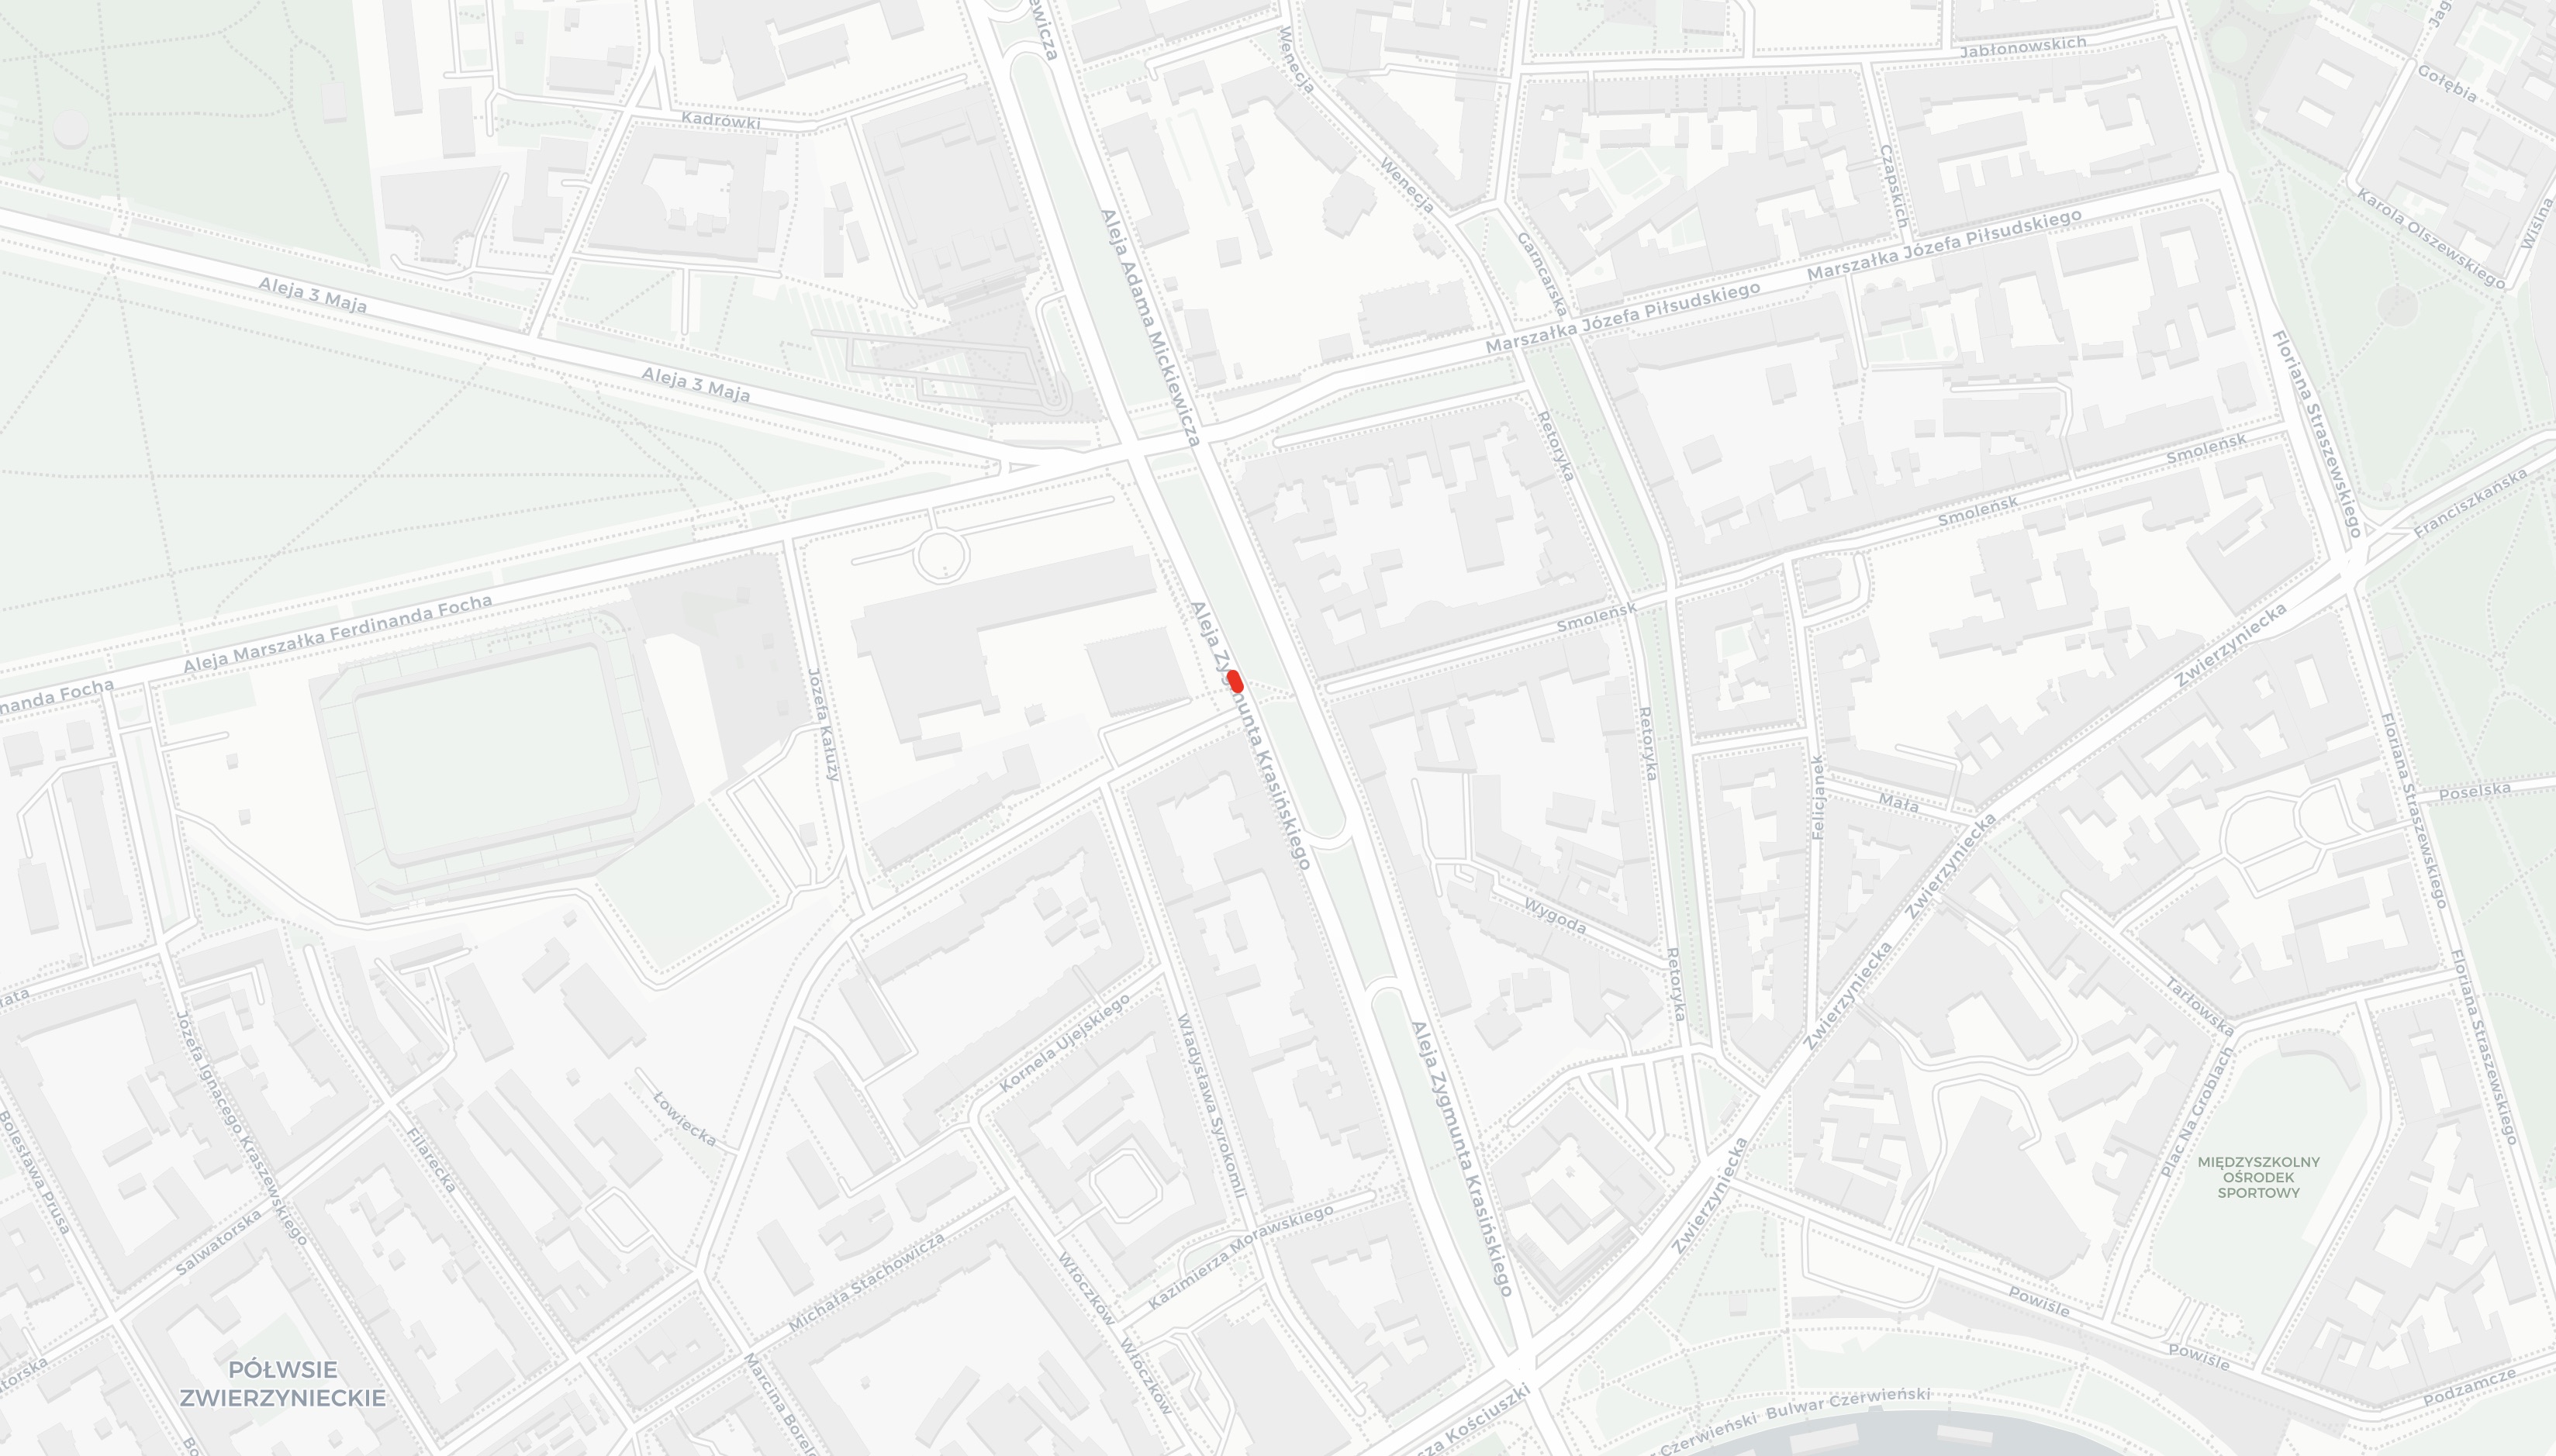 ewicza
Wenecja
Jabłonowskich
Gołębia
Kadrówki
Wenecja
Czapskich
Karola Olszewskiego
Wiślna
Aleja Adama Mickiewicza
Garncarska
Marszałka Józefa Piłsudskiego
Marszałka Józefa Piłsudskiego
Aleja 3 Maja
Aleja 3 Maja
Floriana Straszewskiego
Retoryka
Smoleńsk
Smoleńsk
Franciszkańska
Aleja Marszałka Ferdinanda Focha
nanda Focha
Smoleńsk
Zwierzyniecka
Józefa Kałuży
Aleja Zygmunta Krasińskiego
Retoryka
Felicjanek
Mała
Floriana Straszewskiego
Poselska
Zwierzyniecka
Wygoda
Retoryka
Zwierzyniecka
Tarłowska
Floriana Straszewskiego
Józefa Ignacego Kraszewskiego
Kornela Ujejskiego
Władysława Syrokomli
Aleja Zygmunta Krasińskiego
Łowiecka
Filarecka
Bolesława Prusa
Salwatorska
Plac Na Groblach
MIĘDZYSZKOLNY
OŚRODEK
SPORTOWY
Zwierzyniecka
Kazimierza Morawskiego
Michała Stachowicza
Włóczków
Włóczków
Powiśle
Powiśle
PÓŁWSIE
ZWIERZYNIECKIE
Podzamcze
Bulwar Czerwieński
Czerwieński